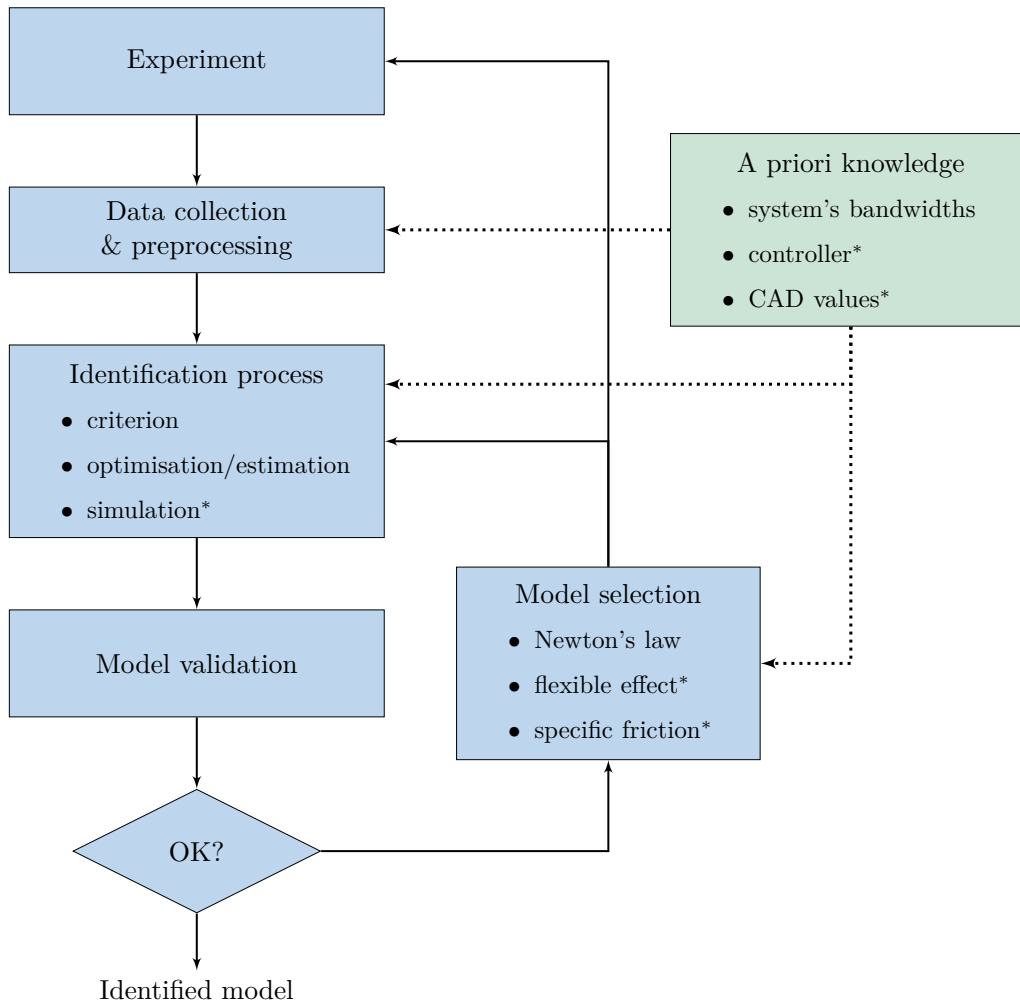 Experiment
Data collection
& preprocessing
A priori knowledge
• system's bandwidths
• controller*
• CAD values*
Identification process
• criterion
• optimisation/estimation
• simulation*
Model validation
Model selection
• Newton's law
• flexible effect*
• specific friction*
OK?
Identified model